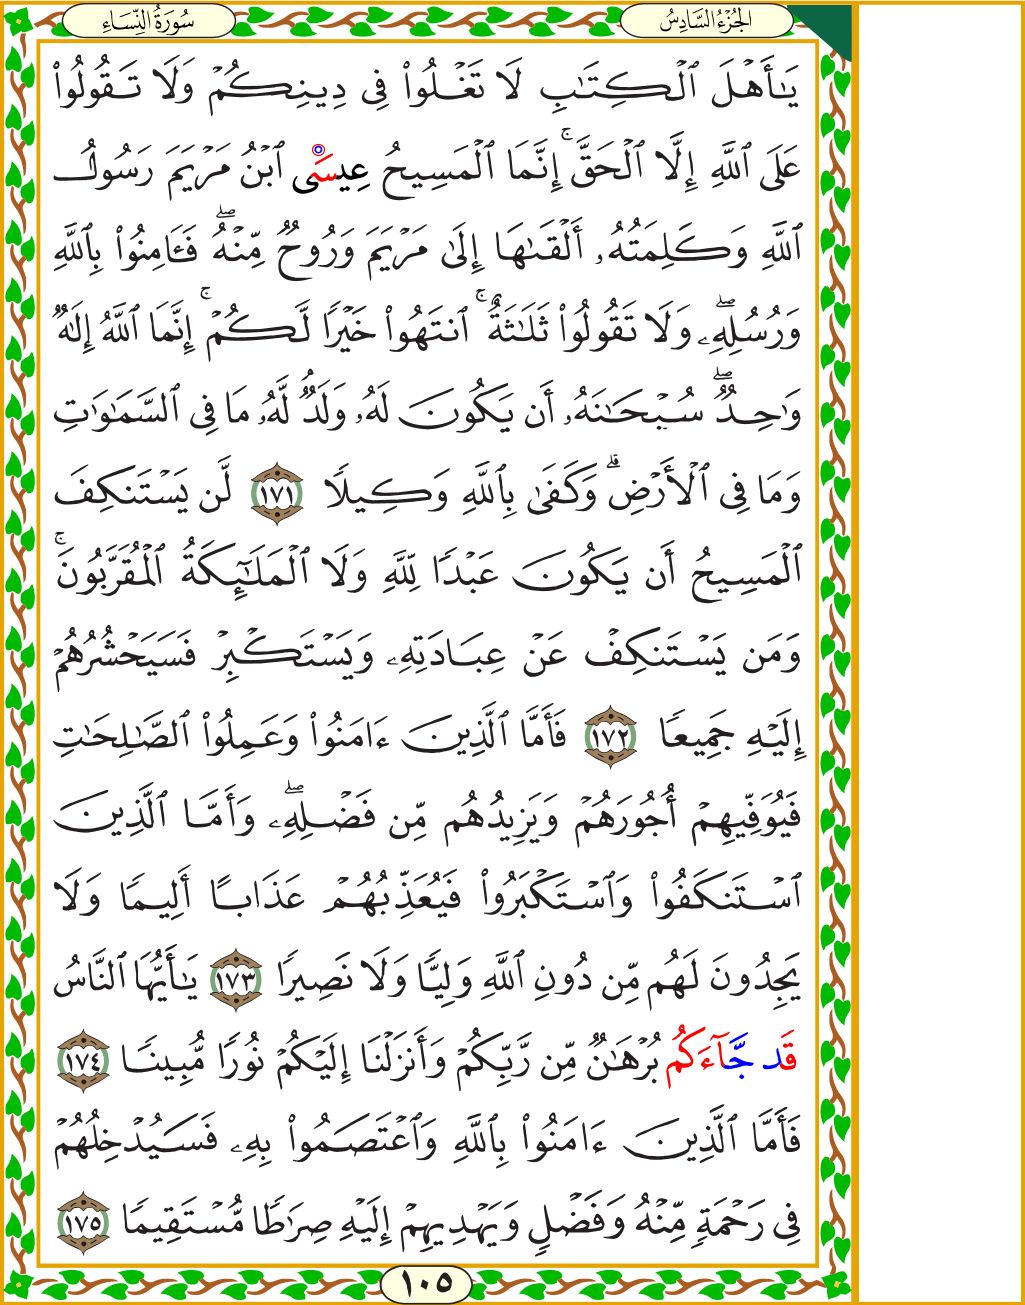 الجُزْءُ السَّادِسُ
سُورَةُ النِّسَاءِ
يَٰٓأَهْلَ ٱلْكِتَٰبِ لَا تَغْلُوا۟ فِى دِينِكُمْ وَلَا تَقُولُوا۟
عَلَى ٱللَّهِ إِلَّا ٱلْحَقَّ ۚ إِنَّمَا ٱلْمَسِيحُ عِيسَى ٱبْنُ مَرْيَمَ رَسُولُ
ٱللَّهِ وَكَلِمَتُهُۥ أَلْقَىٰهَا إِلَىٰ مَرْيَمَ وَرُوحٌ مِّنْهُ ۖ فَـَٔامِنُوا۟ بِٱللَّهِ
وَرُسُلِهِۦ ۖ وَلَا تَقُولُوا۟ ثَلَٰثَةٌ ۚ ٱنتَهُوا۟ خَيْرًا لَّكُمْ ۚ إِنَّمَا ٱللَّهُ إِلَٰهٌ
وَٰحِدٌ ۖ سُبْحَٰنَهُۥٓ أَن يَكُونَ لَهُۥ وَلَدٌ ۘ لَّهُۥ مَا فِى ٱلسَّمَٰوَٰتِ
وَمَا فِى ٱلْأَرْضِ ۗ وَكَفَىٰ بِٱللَّهِ وَكِيلًا ١٧١ لَّن يَسْتَنكِفَ
ٱلْمَسِيحُ أَن يَكُونَ عَبْدًا لِّلَّهِ وَلَا ٱلْمَلَٰٓئِكَةُ ٱلْمُقَرَّبُونَ ۚ
وَمَن يَسْتَنكِفْ عَنْ عِبَادَتِهِۦ وَيَسْتَكْبِرْ فَسَيَحْشُرُهُمْ
إِلَيْهِ جَمِيعًا ١٧٢ فَأَمَّا ٱلَّذِينَ ءَامَنُوا۟ وَعَمِلُوا۟ ٱلصَّٰلِحَٰتِ
فَيُوَفِّيهِمْ أُجُورَهُمْ وَيَزِيدُهُم مِّن فَضْلِهِۦ ۖ وَأَمَّا ٱلَّذِينَ
ٱسْتَنكَفُوا۟ وَٱسْتَكْبَرُوا۟ فَيُعَذِّبُهُمْ عَذَابًا أَلِيمًا وَلَا
يَجِدُونَ لَهُم مِّن دُونِ ٱللَّهِ وَلِيًّا وَلَا نَصِيرًا ١٧٣ يَٰٓأَيُّهَا ٱلنَّاسُ
قَد جَّآءَكُم بُرْهَٰنٌ مِّن رَّبِّكُمْ وَأَنزَلْنَآ إِلَيْكُمْ نُورًا مُّبِينًا ١٧٤
فَأَمَّا ٱلَّذِينَ ءَامَنُوا۟ بِٱللَّهِ وَٱعْتَصَمُوا۟ بِهِۦ فَسَيُدْخِلُهُمْ
فِى رَحْمَةٍ مِّنْهُ وَفَضْلٍ وَيَهْدِيهِمْ إِلَيْهِ صِرَٰطًا مُّسْتَقِيمًا ١٧٥
١٠٥